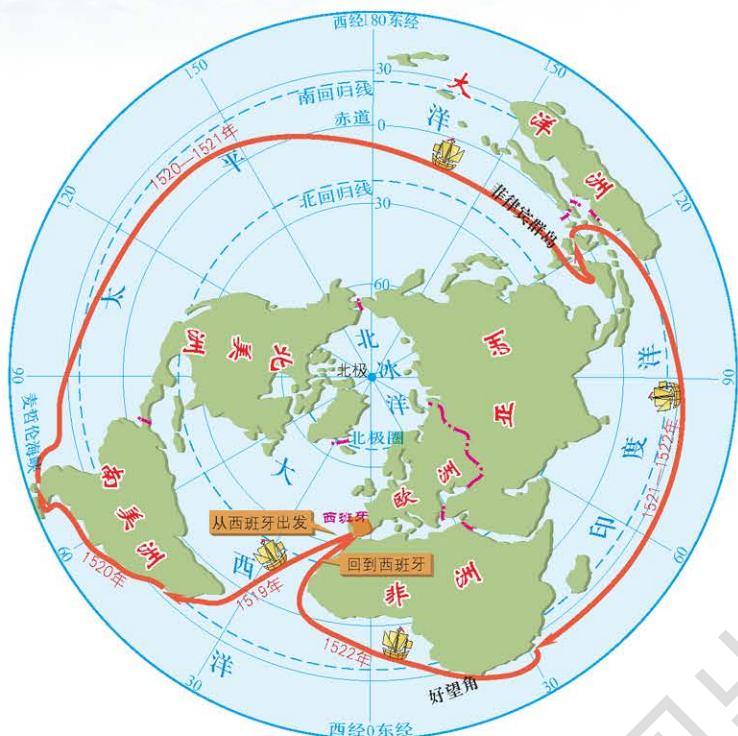 西经180东经
150
150
30
大
洋
洲
南回归线
洋
赤道
0
1520—1521年
平
菲律宾群岛
北回归线
30
120
120
太
60
北
冰
洋
北极
北极圈
北美洲
亚洲
洋
90
90
麦哲伦海峡
大
欧洲
度
印
1521—1522年
南美洲
西班牙
从西班牙出发
回到西班牙
西
非洲
60
60
1520年
1519年
1522年
洋
30
30
好望角
西经0东经